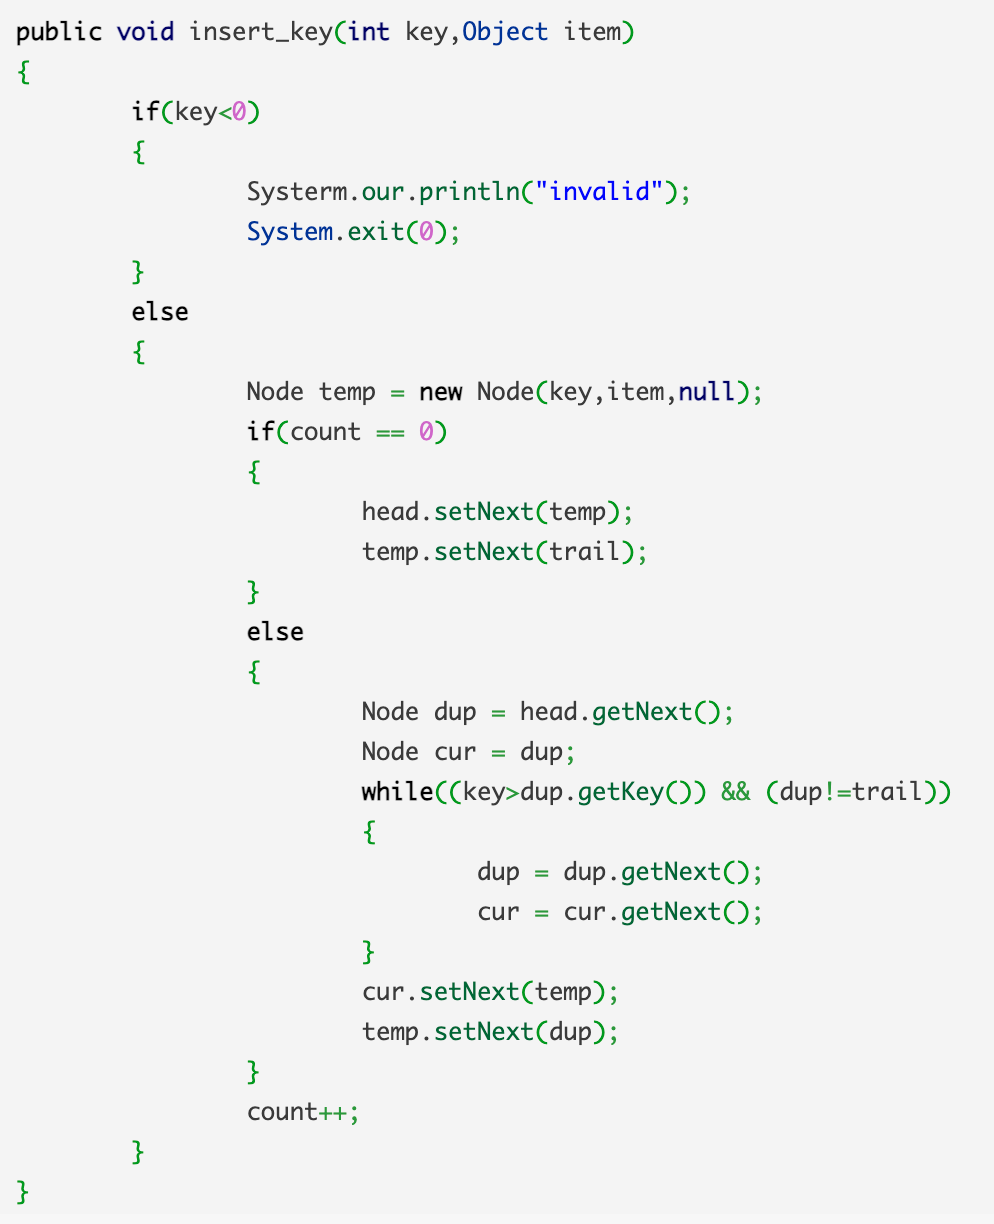 public void insert_key(int key,Object item)
{
        if(key<0)
        {
                Systerm.our.println("invalid");
                System.exit(0);
        }
        else
        {
                Node temp = new Node(key,item,null);
                if(count == 0)
                {
                        head.setNext(temp);
                        temp.setNext(trail);
                }
                else
                {
                        Node dup = head.getNext();
                        Node cur = dup;
                        while((key>dup.getKey()) && (dup!=trail))
                        {
                                dup = dup.getNext();
                                cur = cur.getNext();
                        }
                        cur.setNext(temp);
                        temp.setNext(dup);
                }
                count++;
        }
}